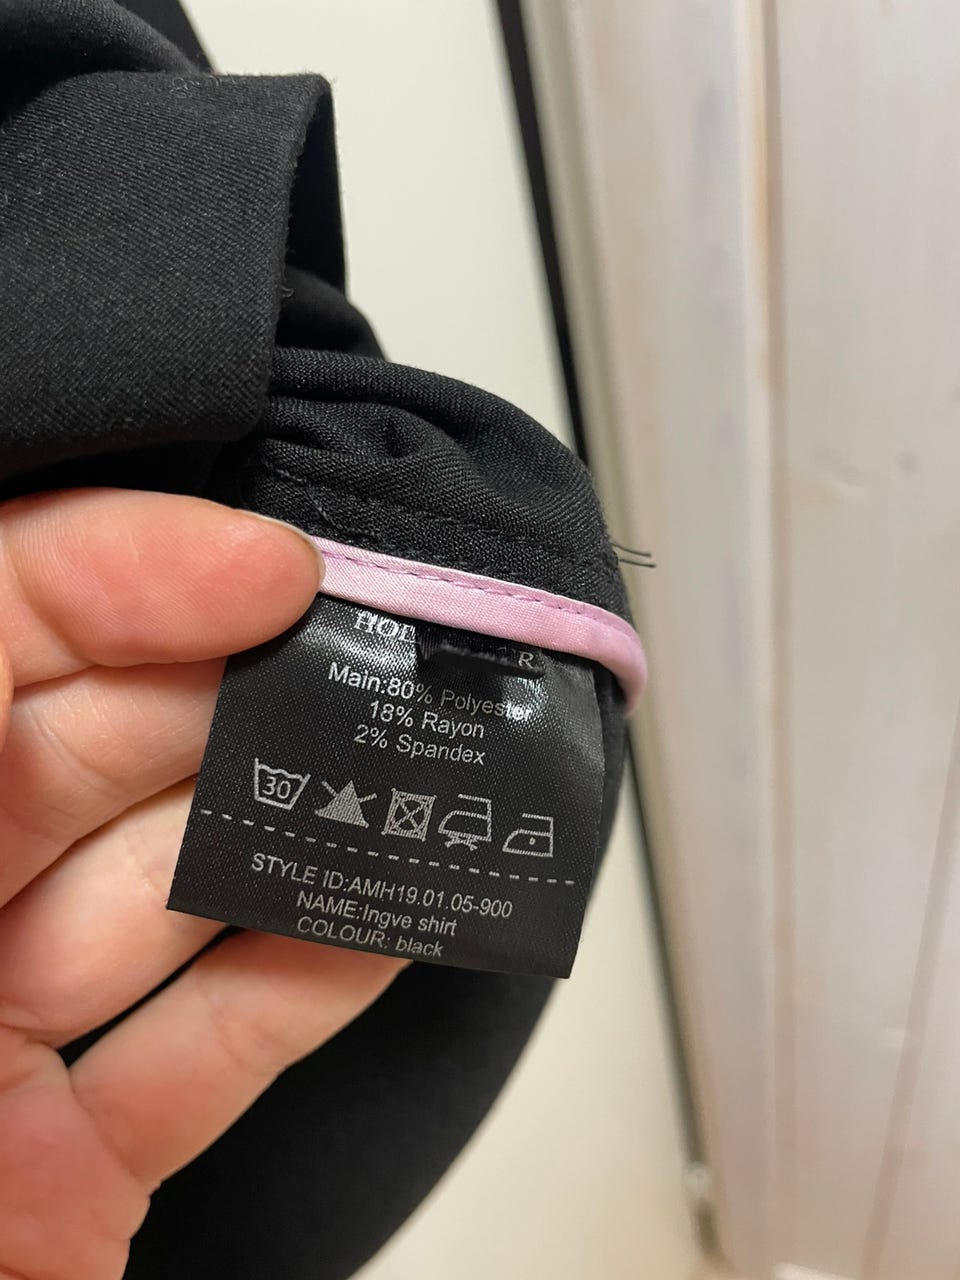 Main:80% Polyester
18% Rayon
2% Spandex
30
STYLE ID:AMH19.01.05-900
NAME:Ingve shirt
COLOUR: black